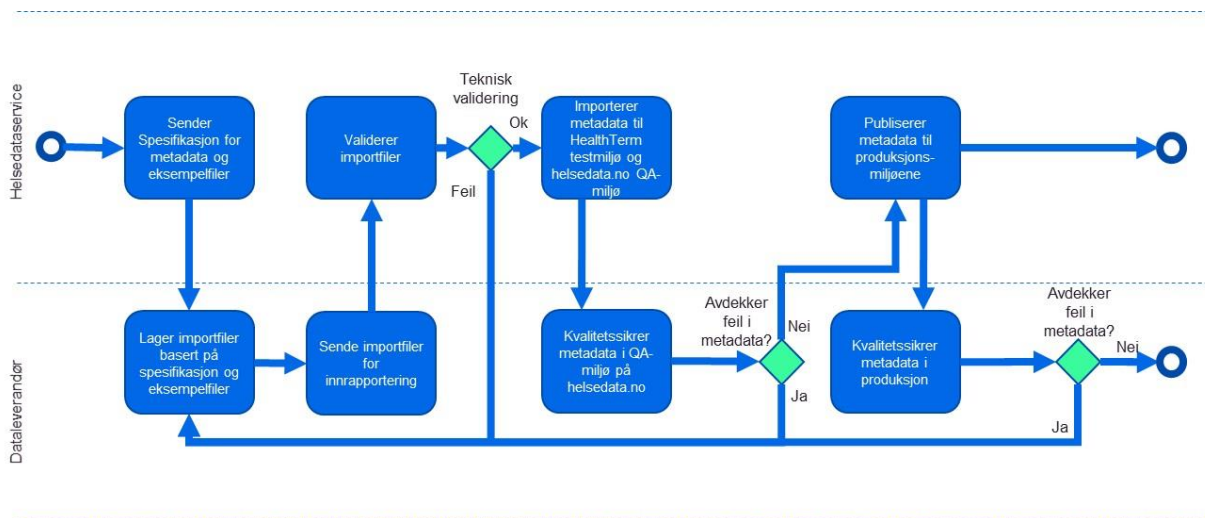 Helsedataservice
Sender
Spesifikasjon for
metadata og
eksempelfiler
Validerer
importfiler
Teknisk
validering
Ok
Feil
Importerer
metadata til
HealthTerm
testmiljø og
helsedata.no QA-
miljø
Publiserer
metadata til
produksjons-
miljøene
Dataleverandør
Lager importfiler
basert på
spesifikasjon og
eksempelfiler
Sende importfiler
for
innrapportering
Kvalitetssikrer
metadata i QA-
miljø på
helsedata.no
Avdekker
feil i
metadata?
Nei
Ja
Kvalitetssikrer
metadata i
produksjon
Avdekker
feil i
metadata?
Nei
Ja